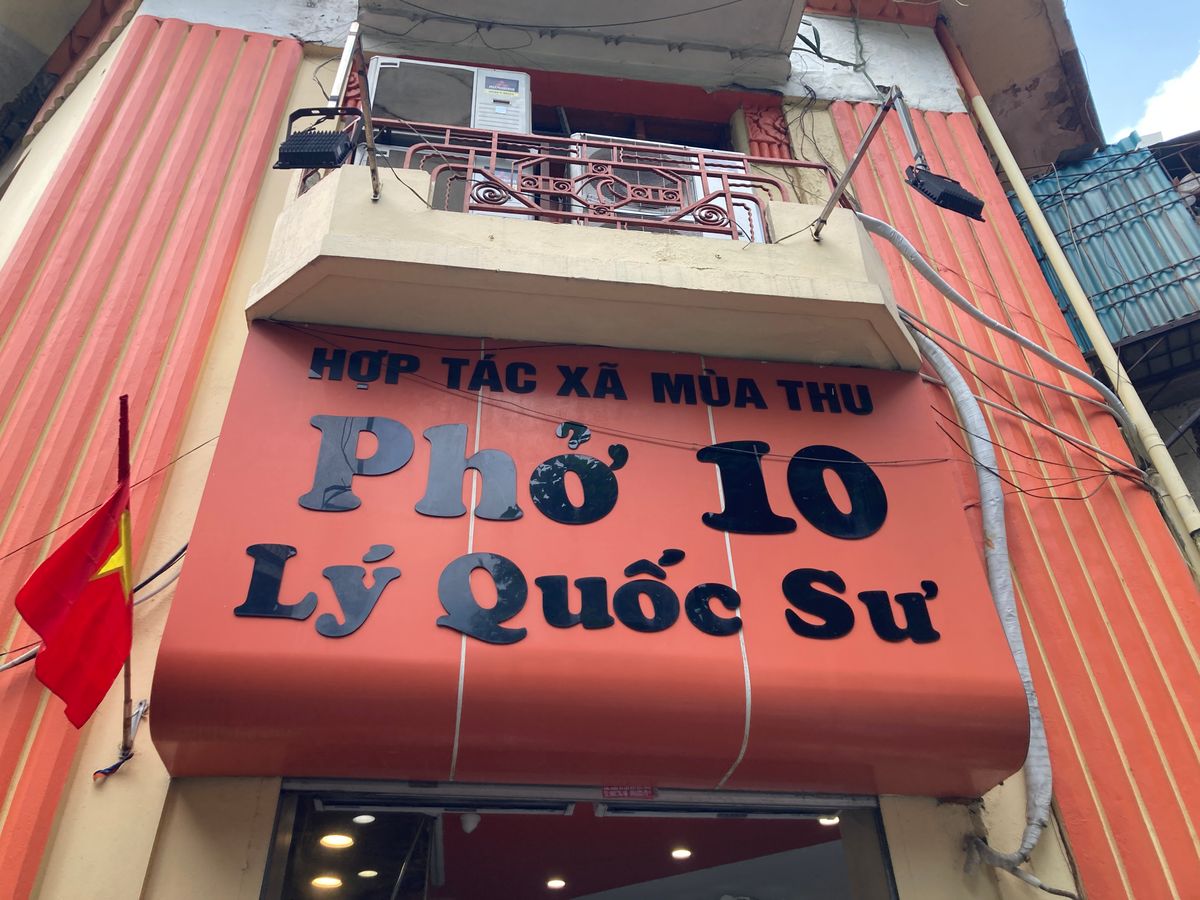 HỢP TÁC XÃ MÙA THU
Phở 10
Lý Quốc Sư